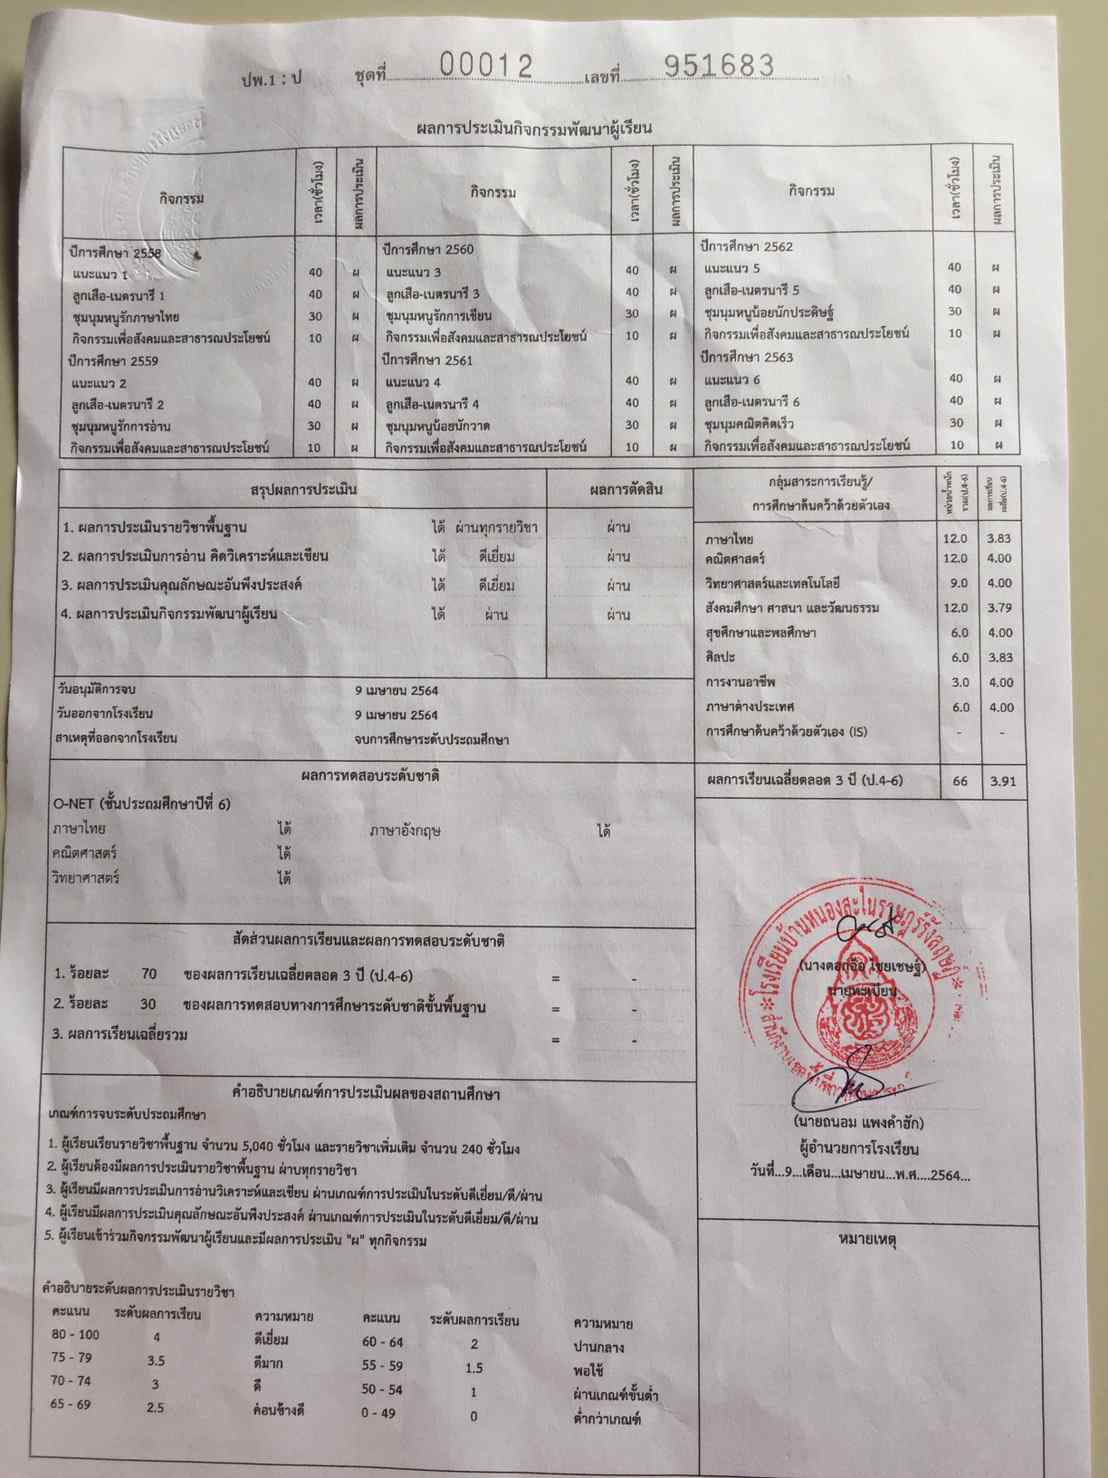 ปพ.1 : ป ชุดที่ 00012 เลขที่ 951683
ผลการประเมินกิจกรรมพัฒนาผู้เรียน
กิจกรรม เวลา(ชั่วโมง) ผลการประเมิน กิจกรรม เวลา(ชั่วโมง) ผลการประเมิน กิจกรรม เวลา(ชั่วโมง) ผลการประเมิน
ปีการศึกษา 2558 ปีการศึกษา 2560 ปีการศึกษา 2562
แนะแนว 1 40 ผ แนะแนว 3 40 ผ แนะแนว 5 40 ผ
ลูกเสือ-เนตรนารี 1 40 ผ ลูกเสือ-เนตรนารี 3 40 ผ ลูกเสือ-เนตรนารี 5 40 ผ
ชุมนุมหนูรักภาษาไทย 30 ผ ชุมนุมหนูรักการเขียน 30 ผ ชุมนุมหนูน้อยนักประดิษฐ์ 30 ผ
กิจกรรมเพื่อสังคมและสาธารณประโยชน์ 10 ผ กิจกรรมเพื่อสังคมและสาธารณประโยชน์ 10 ผ กิจกรรมเพื่อสังคมและสาธารณประโยชน์ 10 ผ
ปีการศึกษา 2559 ปีการศึกษา 2561 ปีการศึกษา 2563
แนะแนว 2 40 ผ แนะแนว 4 40 ผ แนะแนว 6 40 ผ
ลูกเสือ-เนตรนารี 2 40 ผ ลูกเสือ-เนตรนารี 4 40 ผ ลูกเสือ-เนตรนารี 6 40 ผ
ชุมนุมหนูรักการอ่าน 30 ผ ชุมนุมหนูน้อยนักวาด 30 ผ ชุมนุมคณิตคิดเร็ว 30 ผ
กิจกรรมเพื่อสังคมและสาธารณประโยชน์ 10 ผ กิจกรรมเพื่อสังคมและสาธารณประโยชน์ 10 ผ กิจกรรมเพื่อสังคมและสาธารณประโยชน์ 10 ผ
สรุปผลการประเมิน ผลการตัดสิน
1. ผลการประเมินรายวิชาพื้นฐาน ได้ ผ่านทุกรายวิชา ผ่าน
2. ผลการประเมินการอ่าน คิดวิเคราะห์และเขียน ได้ ดีเยี่ยม ผ่าน
3. ผลการประเมินคุณลักษณะอันพึงประสงค์ ได้ ดีเยี่ยม ผ่าน
4. ผลการประเมินกิจกรรมพัฒนาผู้เรียน ได้ ผ่าน ผ่าน
วันอนุมัติการจบ 9 เมษายน 2564
วันออกจากโรงเรียน 9 เมษายน 2564
สาเหตุที่ออกจากโรงเรียน จบการศึกษาระดับประถมศึกษา
กลุ่มสาระการเรียนรู้/
การศึกษาค้นคว้าด้วยตัวเอง
หน่วยน้ำหนัก
รวม(ป.4-6)
ผลการเรียน
เฉลี่ย(ป.4-6)
ภาษาไทย 12.0 3.83
คณิตศาสตร์ 12.0 4.00
วิทยาศาสตร์และเทคโนโลยี 9.0 4.00
สังคมศึกษา ศาสนา และวัฒนธรรม 12.0 3.79
สุขศึกษาและพลศึกษา 6.0 4.00
ศิลปะ 6.0 3.83
การงานอาชีพ 3.0 4.00
ภาษาต่างประเทศ 6.0 4.00
การศึกษาค้นคว้าด้วยตัวเอง (IS) - -
ผลการเรียนเฉลี่ยตลอด 3 ปี (ป.4-6) 66 3.91
ผลการทดสอบระดับชาติ
O-NET (ชั้นประถมศึกษาปีที่ 6)
ภาษาไทย ได้ ภาษาอังกฤษ ได้
คณิตศาสตร์ ได้
วิทยาศาสตร์ ได้
สัดส่วนผลการเรียนและผลการทดสอบระดับชาติ
1. ร้อยละ 70 ของผลการเรียนเฉลี่ยตลอด 3 ปี (ป.4-6) = -
2. ร้อยละ 30 ของผลการทดสอบทางการศึกษาระดับชาติขั้นพื้นฐาน = -
3. ผลการเรียนเฉลี่ยรวม = -
โรงเรียนบ้านหนองสะไนราษฎร์รังสฤษฎ์
ไชยเชษฐ์)
นายทะเบียน
(นายถนอม แพงคำฮัก)
ผู้อำนวยการโรงเรียน
วันที่...9...เดือน...เมษายน...พ.ศ....2564...
หมายเหตุ
คำอธิบายเกณฑ์การประเมินผลของสถานศึกษา
เกณฑ์การจบระดับประถมศึกษา
1. ผู้เรียนเรียนรายวิชาพื้นฐาน จำนวน 5,040 ชั่วโมง และรายวิชาเพิ่มเติม จำนวน 240 ชั่วโมง
2. ผู้เรียนต้องมีผลการประเมินรายวิชาพื้นฐาน ผ่านทุกรายวิชา
3. ผู้เรียนมีผลการประเมินการอ่านวิเคราะห์และเขียน ผ่านเกณฑ์การประเมินในระดับดีเยี่ยม/ดี/ผ่าน
4. ผู้เรียนมีผลการประเมินคุณลักษณะอันพึงประสงค์ ผ่านเกณฑ์การประเมินในระดับดีเยี่ยม/ดี/ผ่าน
5. ผู้เรียนเข้าร่วมกิจกรรมพัฒนาผู้เรียนและมีผลการประเมิน "ผ" ทุกกิจกรรม
คำอธิบายระดับผลการประเมินรายวิชา
คะแนน ระดับผลการเรียน ความหมาย คะแนน ระดับผลการเรียน ความหมาย
80 - 100 4 ดีเยี่ยม 60 - 64 2 ปานกลาง
75 - 79 3.5 ดีมาก 55 - 59 1.5 พอใช้
70 - 74 3 ดี 50 - 54 1 ผ่านเกณฑ์ขั้นต่ำ
65 - 69 2.5 ค่อนข้างดี 0 - 49 0 ต่ำกว่าเกณฑ์